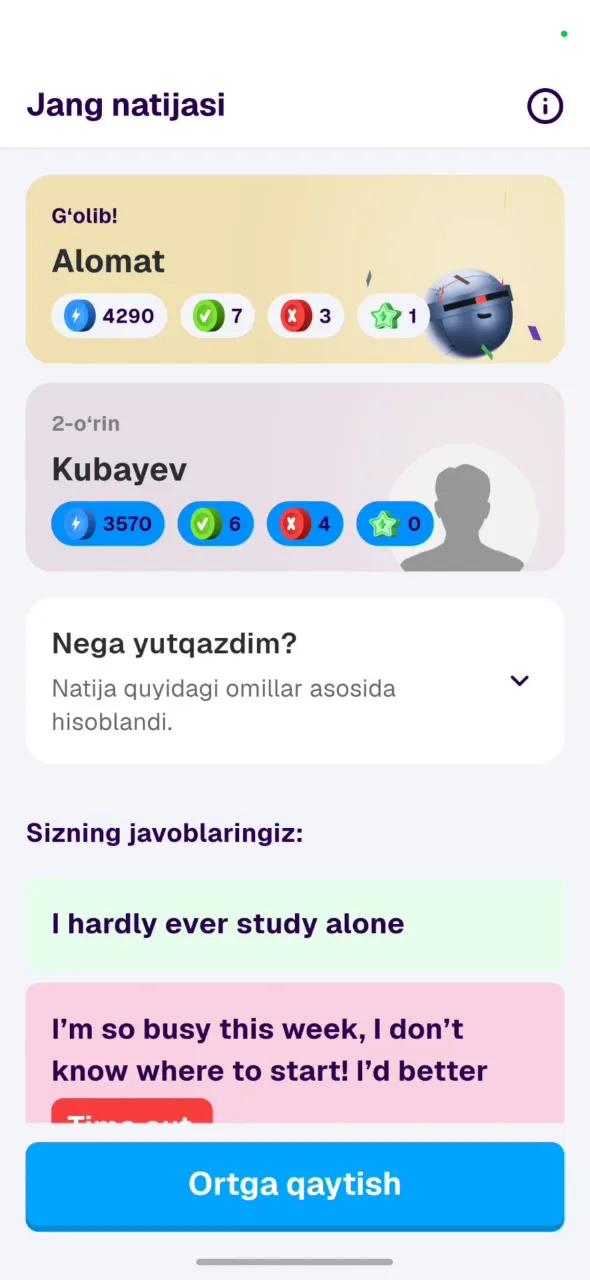 Jang natijasi
G‘olib!
Alomat
4290 7 3 1
2-o‘rin
Kubayev
3570 6 4 0
Nega yutqazdim?
Natija quyidagi omillar asosida
hisoblandi.
Sizning javoblaringiz:
I hardly ever study alone
I’m so busy this week, I don’t
know where to start! I’d better
Time out
Ortga qaytish